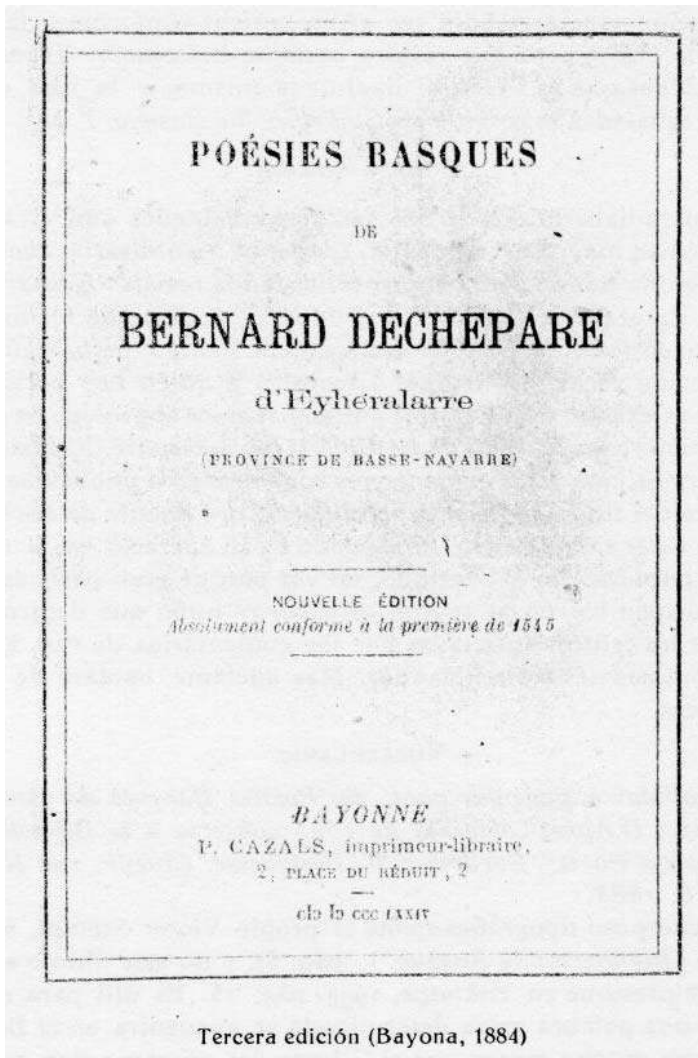 POÉSIES BASQUES
DE
BERNARD DECHEPARE
d'Eyhéralarre
(PROVINCE DE BASSE-NAVARRE)
NOUVELLE ÉDITION
Absolument conforme à la première de 1545
BAYONNE
P. CAZALS, imprimeur-libraire,
2, PLACE DU RÉDUIT, 2
Tercera edición (Bayona, 1884)